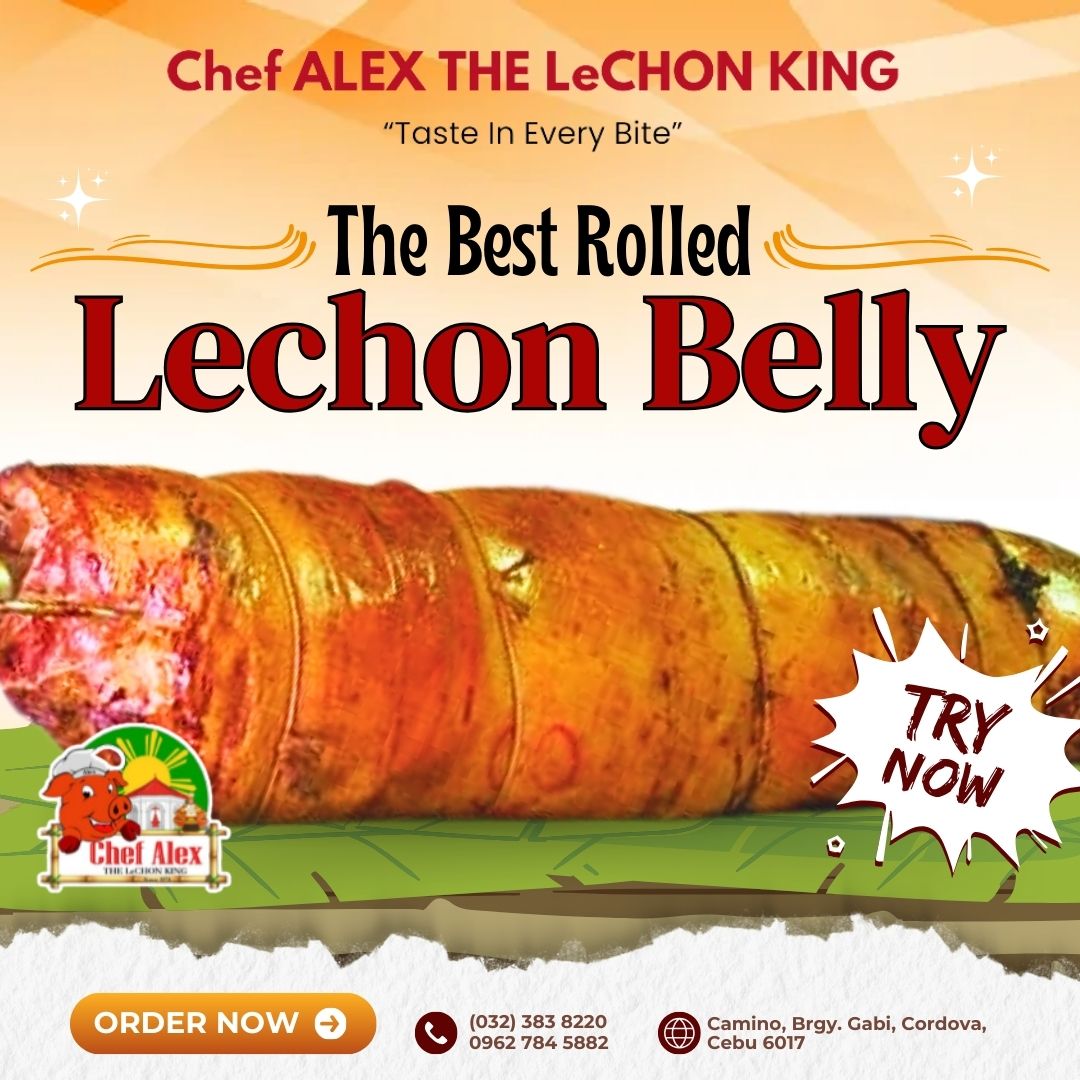 Chef ALEX THE LeCHON KING
“Taste In Every Bite”
The Best Rolled
Lechon Belly
TRY
NOW
Chef Alex
THE LeCHON KING
ORDER NOW
(032) 383 8220
0962 784 5882
Camino, Brgy. Gabi, Cordova,
Cebu 6017